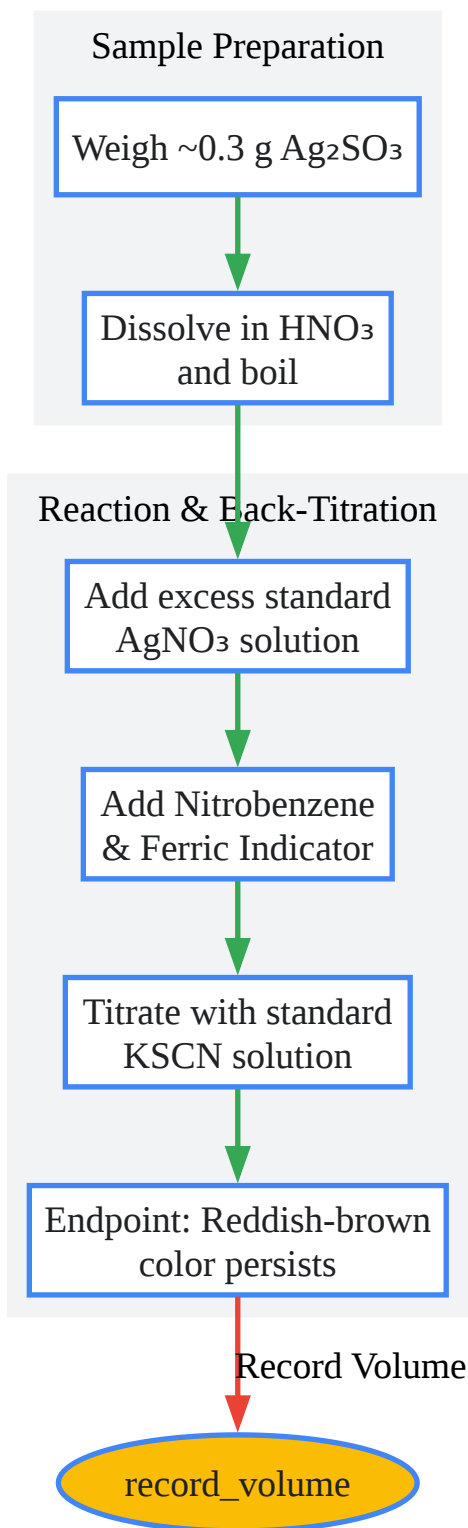 Sample Preparation
Weigh ~0.3 g Ag₂SO₃
Dissolve in HNO₃
and boil
Reaction & Back-Titration
Add excess standard
AgNO₃ solution
Add Nitrobenzene
& Ferric Indicator
Titrate with standard
KSCN solution
Endpoint: Reddish-brown
color persists
Record Volume
record_volume